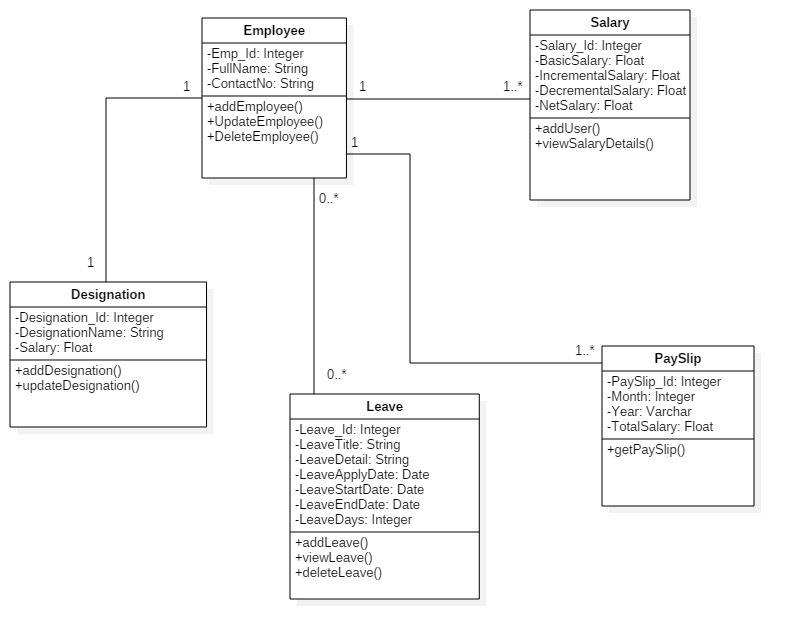 Employee
-Emp_Id: Integer
-FullName: String
-ContactNo: String
+addEmployee()
+UpdateEmployee()
+DeleteEmployee()
Salary
-Salary_Id: Integer
-BasicSalary: Float
-IncrementalSalary: Float
-DecrementalSalary: Float
-NetSalary: Float
+addUser()
+viewSalaryDetails()
1
1
1..*
1
0..*
1
0..*
1..*
Designation
-Designation_Id: Integer
-DesignationName: String
-Salary: Float
+addDesignation()
+updateDesignation()
Leave
-Leave_Id: Integer
-LeaveTitle: String
-LeaveDetail: String
-LeaveApplyDate: Date
-LeaveStartDate: Date
-LeaveEndDate: Date
-LeaveDays: Integer
+addLeave()
+viewLeave()
+deleteLeave()
PaySlip
-PaySlip_Id: Integer
-Month: Integer
-Year: Varchar
-TotalSalary: Float
+getPaySlip()